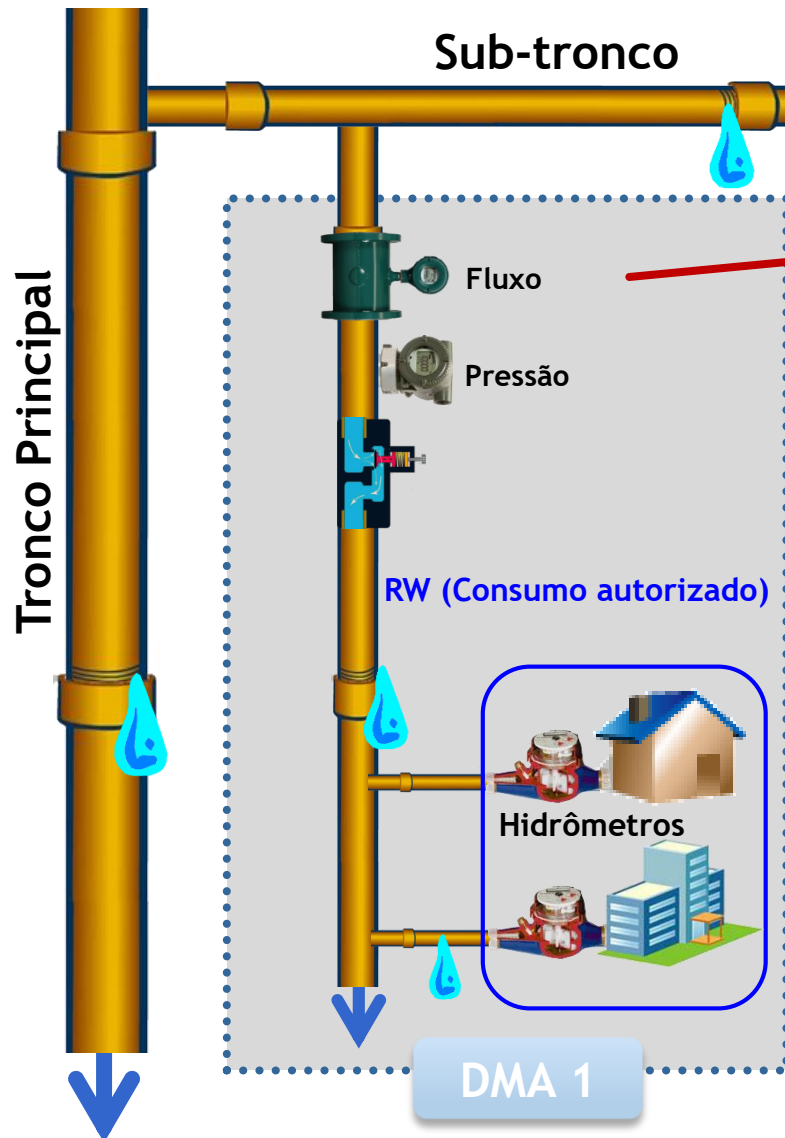 Sub-tronco
Tronco Principal
Fluxo
Pressão
RW (Consumo autorizado)
Hidrômetros
DMA 1